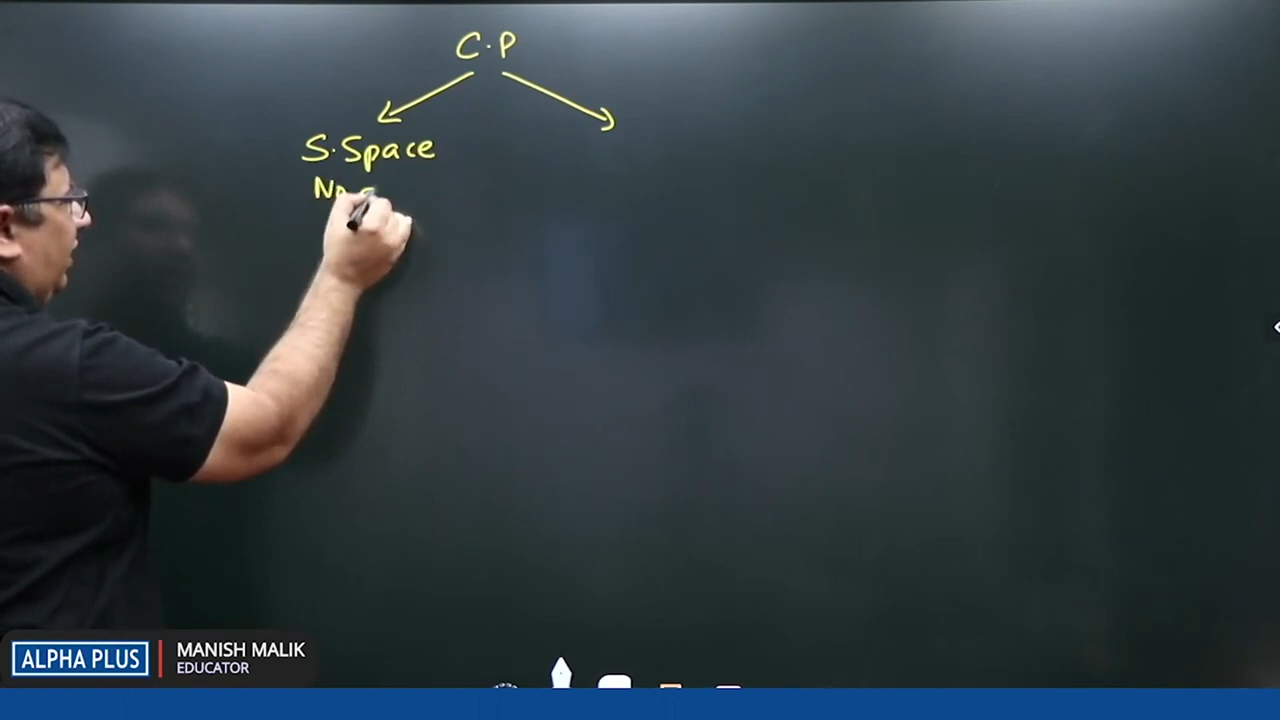 C.P
S.Space
ALPHA PLUS
MANISH MALIK
EDUCATOR